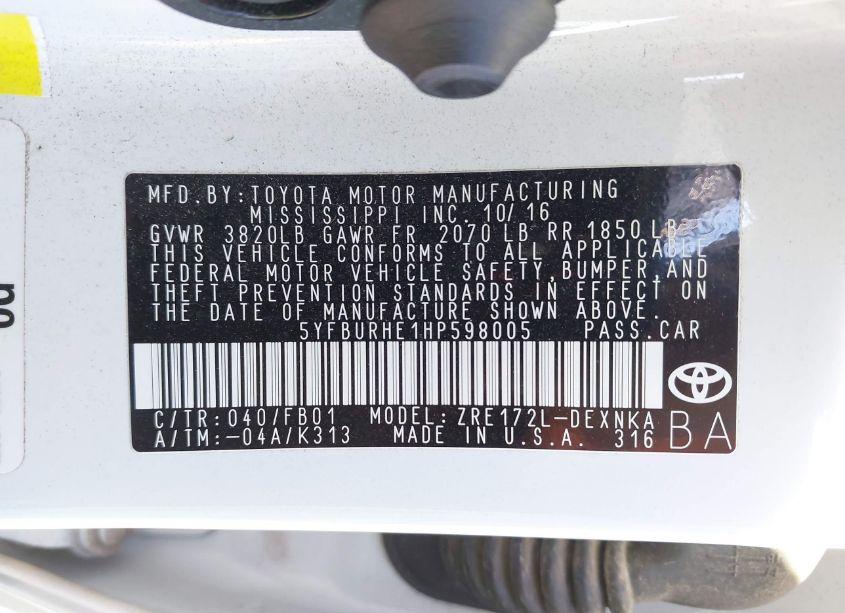 MFD.BY:TOYOTA MOTOR MANUFACTURING
MISSISSIPPI INC. 10/16
GVWR 3820LB GAWR FR 2070 LB RR 1850 LB
THIS VEHICLE CONFORMS TO ALL APPLICABLE
FEDERAL MOTOR VEHICLE SAFETY,BUMPER,AND
THEFT PREVENTION STANDARDS IN EFFECT ON
THE DATE OF MANUFACTURE SHOWN ABOVE.
5YFBURHE1HP598005 PASS.CAR
C/TR:040/FB01 MODEL:ZRE172L-DEXNKA
A/TM:-04A/K313 MADE IN U.S.A. 316 BA